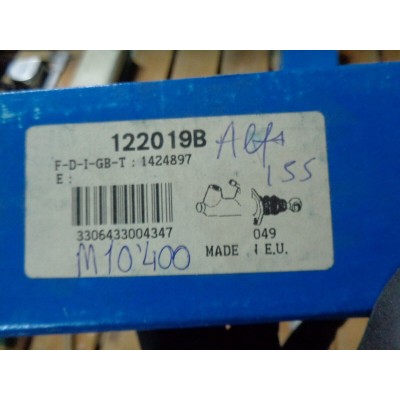 122019B Alfa
155
F-D-I-GB-T : 1424897
E :
3306433004347
049
MADE I E.U.
M10'400